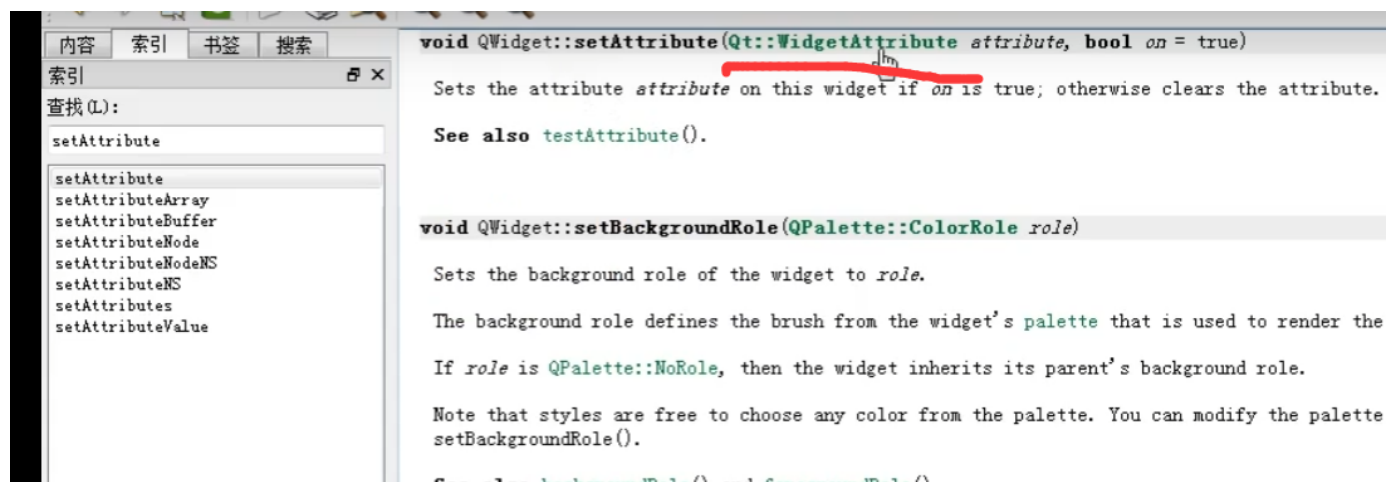 内容 索引 书签 搜索
索引
查找(L):
setAttribute
setAttribute
setAttributeArray
setAttributeBuffer
setAttributeNode
setAttributeNodeNS
setAttributeNS
setAttributes
setAttributeValue
void QWidget::setAttribute(Qt::WidgetAttribute attribute, bool on = true)
Sets the attribute attribute on this widget if on is true; otherwise clears the attribute.
See also testAttribute().
void QWidget::setBackgroundRole(QPalette::ColorRole role)
Sets the background role of the widget to role.
The background role defines the brush from the widget's palette that is used to render the
If role is QPalette::NoRole, then the widget inherits its parent's background role.
Note that styles are free to choose any color from the palette. You can modify the palette
setBackgroundRole().